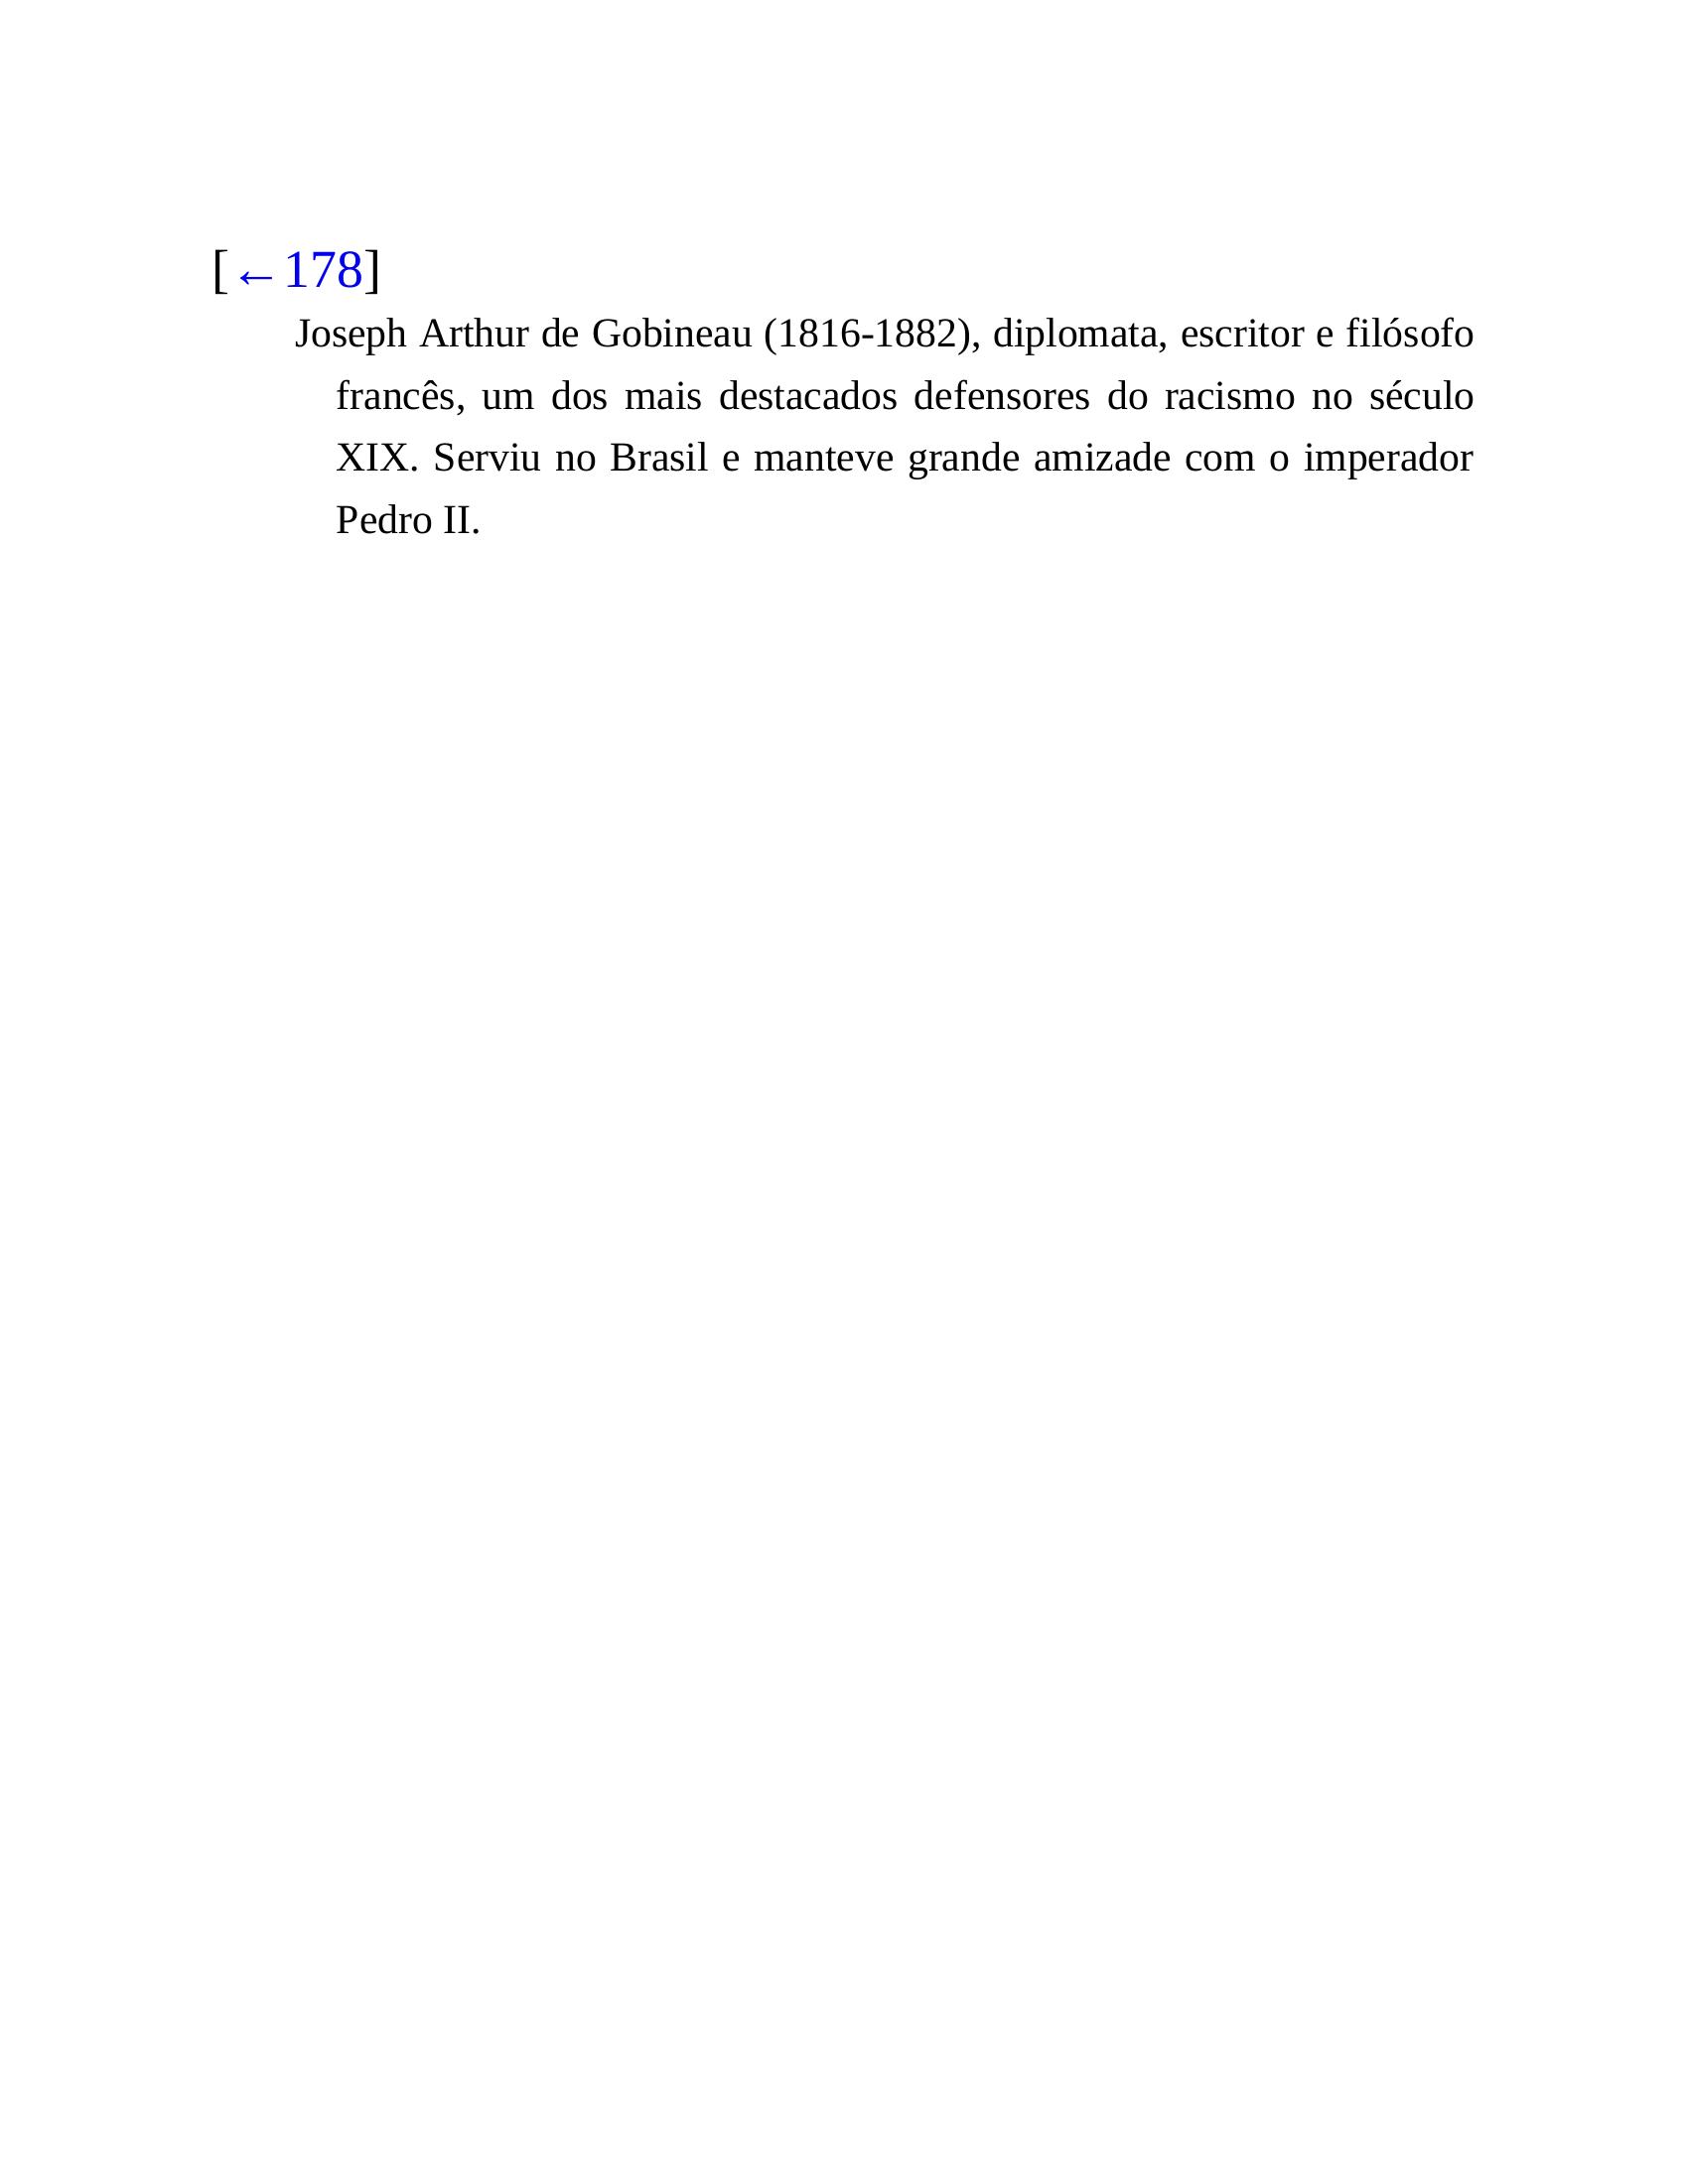 [←178]
Joseph Arthur de Gobineau (1816-1882), diplomata, escritor e filósofo
francês, um dos mais destacados defensores do racismo no século
XIX. Serviu no Brasil e manteve grande amizade com o imperador
Pedro II.